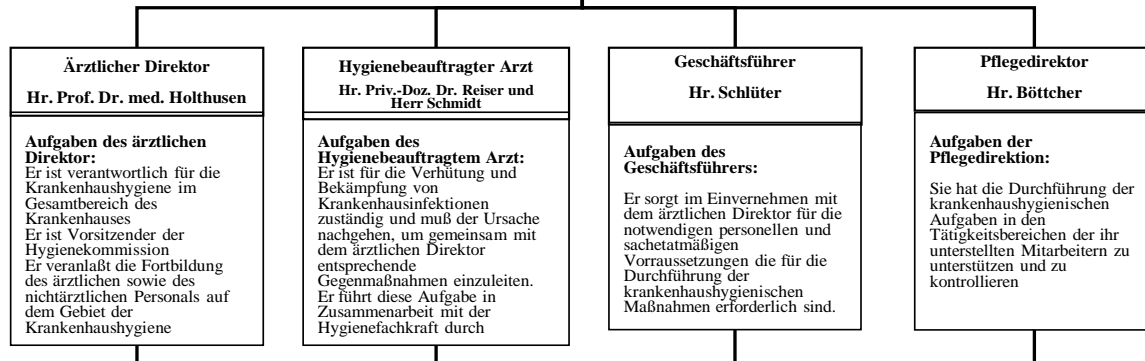 Ärztlicher Direktor
Hr. Prof. Dr. med. Holthusen
Aufgaben des ärztlichen
Direktor:
Er ist verantwortlich für die
Krankenhaushygiene im
Gesamtbereich des
Krankenhauses
Er ist Vorsitzender der
Hygienekommission
Er veranlaßt die Fortbildung
des ärztlichen sowie des
nichtärztlichen Personals auf
dem Gebiet der
Krankenhaushygiene
Hygienebeauftragter Arzt
Hr. Priv.-Doz. Dr. Reiser und
Herr Schmidt
Aufgaben des
Hygienebeauftragtem Arzt:
Er ist für die Verhütung und
Bekämpfung von
Krankenhausinfektionen
zuständig und muß der Ursache
nachgehen, um gemeinsam mit
dem ärztlichen Direktor
entsprechende
Gegenmaßnahmen einzuleiten.
Er führt diese Aufgabe in
Zusammenarbeit mit der
Hygienefachkraft durch
Geschäftsführer
Hr. Schlüter
Aufgaben des
Geschäftsführers:
Er sorgt im Einvernehmen mit
dem ärztlichen Direktor für die
notwendigen personellen und
sachetatmäßigen
Vorraussetzungen die für die
Durchführung der
krankenhaushygienischen
Maßnahmen erforderlich sind.
Pflegedirektor
Hr. Böttcher
Aufgaben der
Pflegedirektion:
Sie hat die Durchführung der
krankenhaushygienischen
Aufgaben in den
Tätigkeitsbereichen der ihr
unterstellten Mitarbeitern zu
unterstützen und zu
kontrollieren